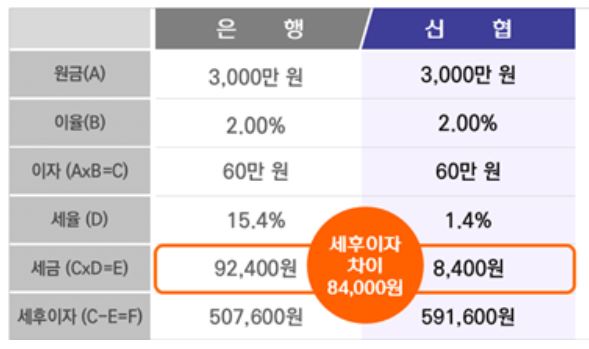 은 행 신 협
원금(A) 3,000만 원 3,000만 원
이율(B) 2.00% 2.00%
이자 (AxB=C) 60만 원 60만 원
세율 (D) 15.4% 1.4%
세후이자
차이
84,000원
세금 (CxD=E) 92,400원 8,400원
세후이자 (C-E=F) 507,600원 591,600원